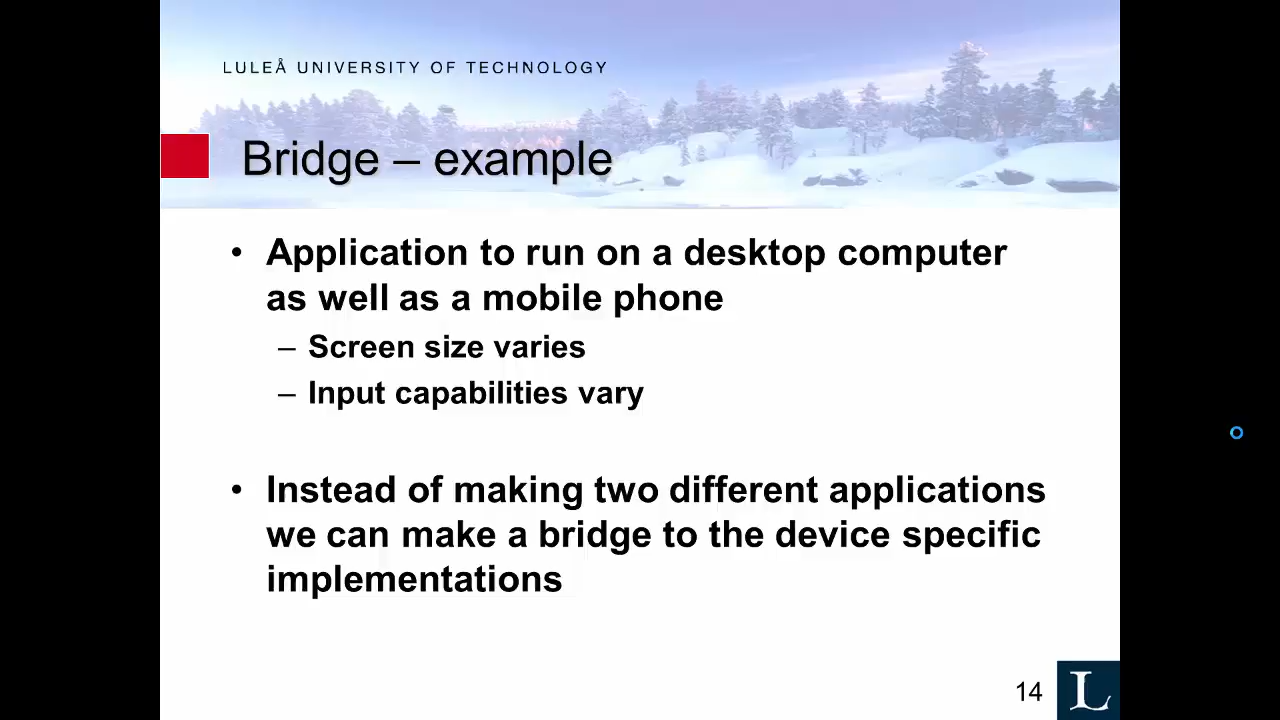 LULEÅ UNIVERSITY OF TECHNOLOGY
Bridge – example
• Application to run on a desktop computer
as well as a mobile phone
– Screen size varies
– Input capabilities vary
• Instead of making two different applications
we can make a bridge to the device specific
implementations
14
L